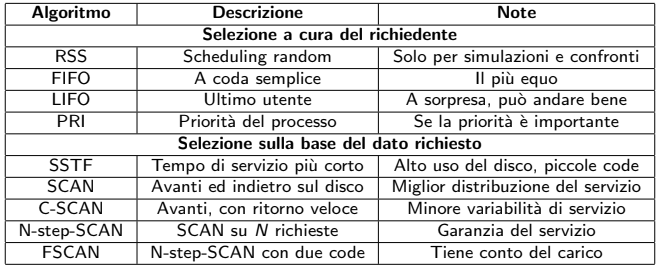 Algoritmo Descrizione Note
Selezione a cura del richiedente
RSS Scheduling random Solo per simulazioni e confronti
FIFO A coda semplice Il più equo
LIFO Ultimo utente A sorpresa, può andare bene
PRI Priorità del processo Se la priorità è importante
Selezione sulla base del dato richiesto
SSTF Tempo di servizio più corto Alto uso del disco, piccole code
SCAN Avanti ed indietro sul disco Miglior distribuzione del servizio
C-SCAN Avanti, con ritorno veloce Minore variabilità di servizio
N-step-SCAN SCAN su N richieste Garanzia del servizio
FSCAN N-step-SCAN con due code Tiene conto del carico